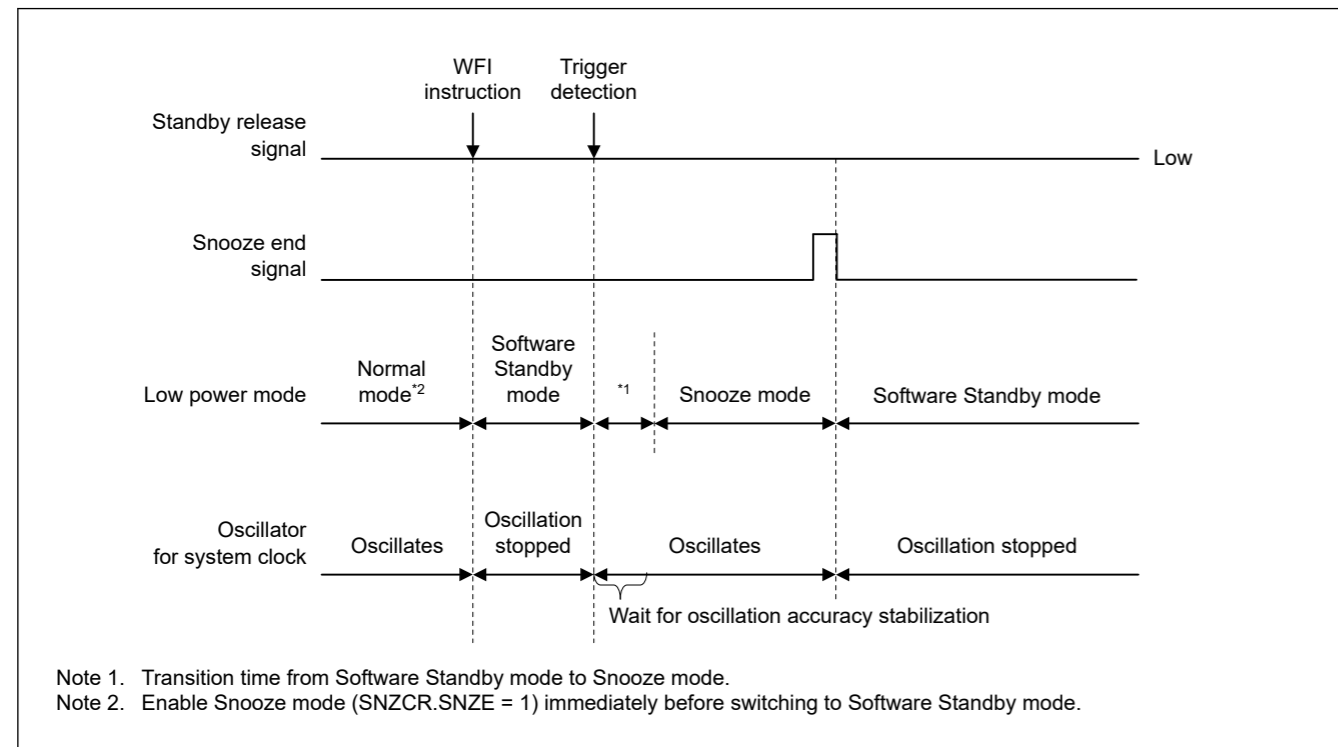 WFI
instruction
Trigger
detection
Standby release
signal
Low
Snooze end
signal
Low power mode
Normal
mode*2
Software
Standby
mode
*1
Snooze mode
Software Standby mode
Oscillator
for system clock
Oscillates
Oscillation
stopped
Oscillates
Oscillation stopped
Wait for oscillation accuracy stabilization
Note 1. Transition time from Software Standby mode to Snooze mode.
Note 2. Enable Snooze mode (SNZCR.SNZE = 1) immediately before switching to Software Standby mode.